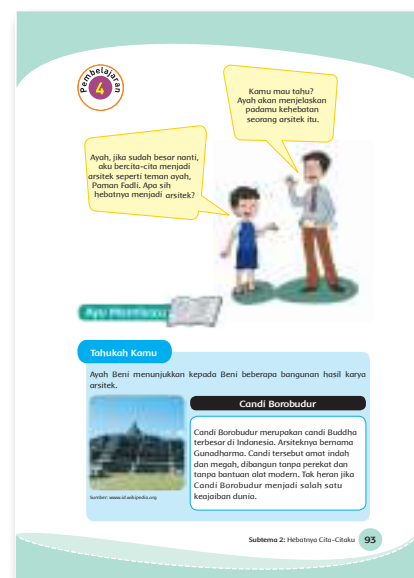 Pembelajaran
4
Kamu mau tahu?
Ayah akan menjelaskan
padamu kehebatan
seorang arsitek itu.
Ayah, jika sudah besar nanti,
aku bercita-cita menjadi
arsitek seperti teman ayah,
Paman Fadli. Apa sih
hebatnya menjadi arsitek?
Ayo Membaca
Tahukah Kamu
Ayah Beni menunjukkan kepada Beni beberapa bangunan hasil karya
arsitek.
Candi Borobudur
Candi Borobudur merupakan candi Buddha
terbesar di Indonesia. Arsiteknya bernama
Gunadharma. Candi tersebut amat indah
dan megah, dibangun tanpa perekat dan
tanpa bantuan alat modern. Tak heran jika
Candi Borobudur menjadi salah satu
keajaiban dunia.
Sumber: www.id.wikipedia.org
Subtema 2: Hebatnya Cita-Citaku 93